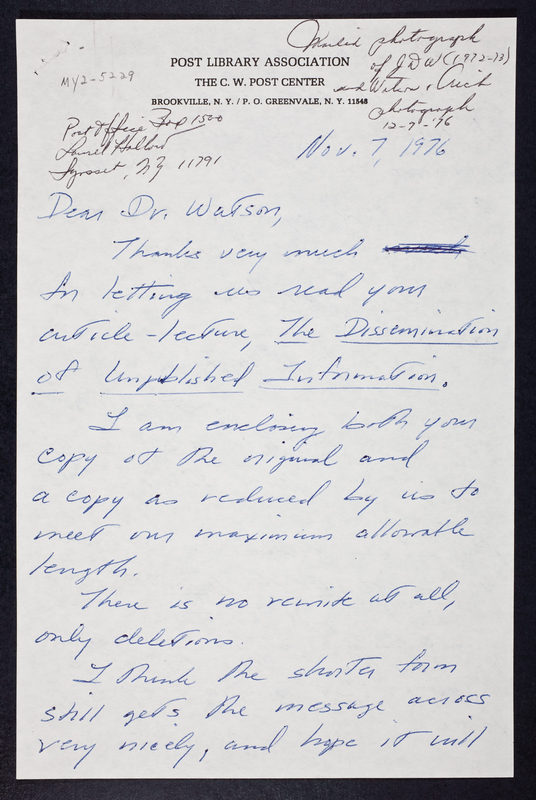 Mailed photograph
of JDW (1972-73)
and Watson & Crick
photograph
12-7-'76
MY2-5229
POST LIBRARY ASSOCIATION
THE C. W. POST CENTER
BROOKVILLE, N. Y. / P. O. GREENVALE, N. Y. 11548
Post Office Box 1500
Laurel Hollow
Syosset, NY 11791
Nov. 7, 1976
Dear Dr. Watson,
Thanks very much
for letting us read your
article-lecture, The Dissemination
of Unpublished Information.
I am enclosing both your
copy of the original and
a copy as reduced by us to
meet our maximum allowable
length.
There is no rewrite at all,
only deletions.
I think the shorter form
still gets the message across
very nicely, and hope it will